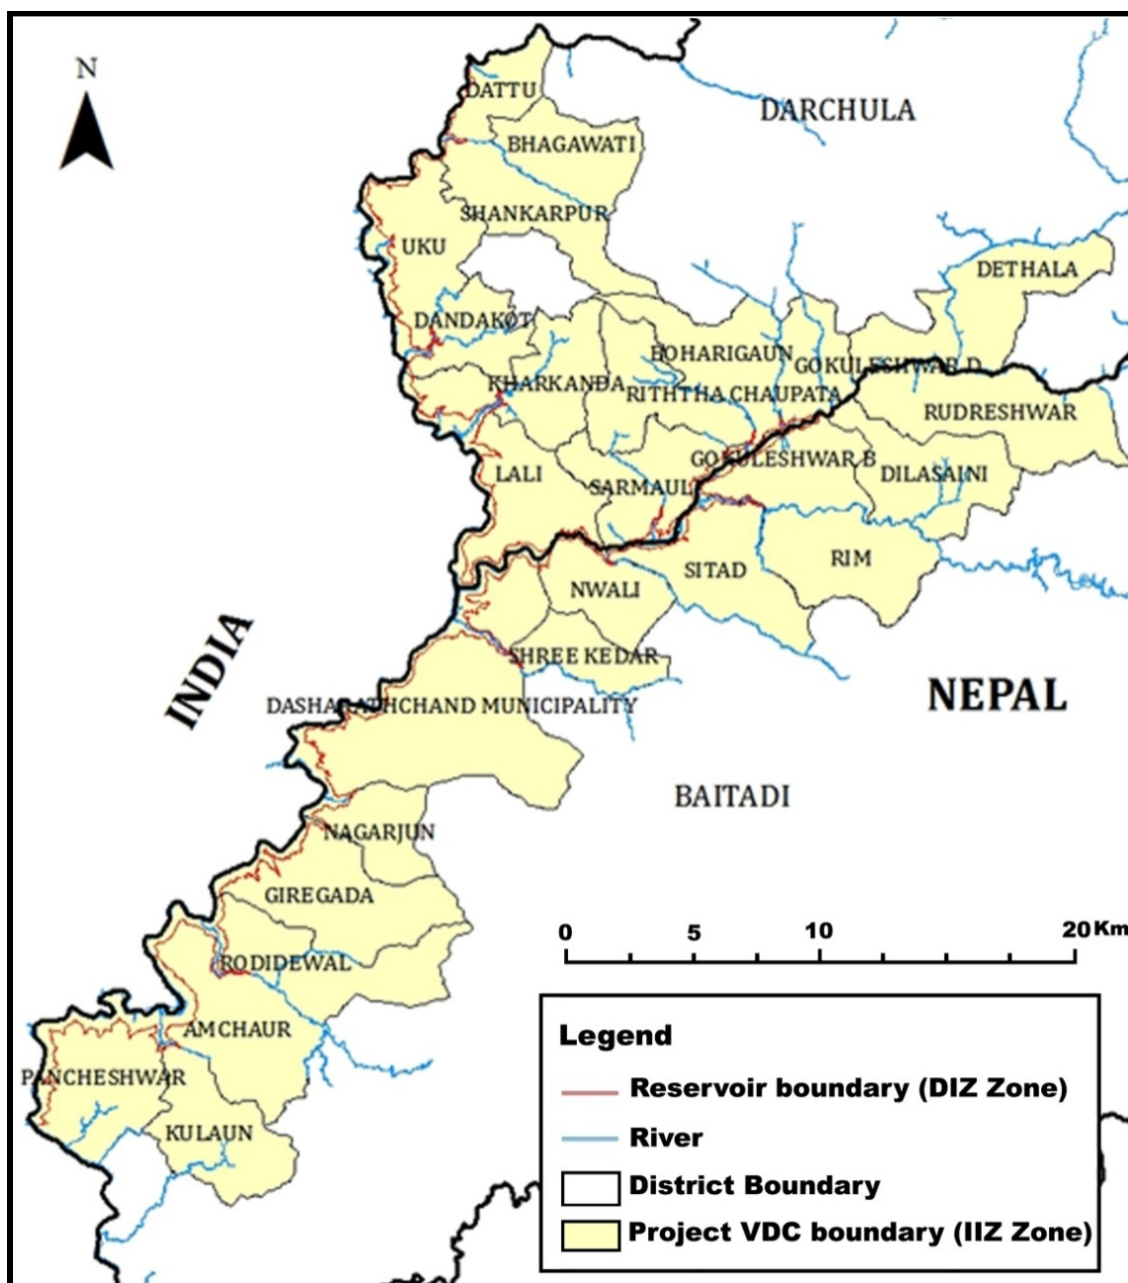 N
DATTU
DARCHULA
BHAGAWATI
SHANKARPUR
UKU
DETHALA
DANDAKOT
BOHARIGAUN
GOKULESHWAR D
KHARKANDA
RITHTHA CHAUPATA
RUDRESHWAR
GOKULESHWAR B
LALI
DILASAINI
SARMAULI
RIM
SITAD
NWALI
INDIA
SHREE KEDAR
NEPAL
DASHARATHCHAND MUNICIPALITY
BAITADI
NAGARJUN
GIREGADA
0 5 10 20 Km
RODIDEWAL
AMCHAUR
PANCHESHWAR
KULAUN
Legend
Reservoir boundary (DIZ Zone)
River
District Boundary
Project VDC boundary (IIZ Zone)